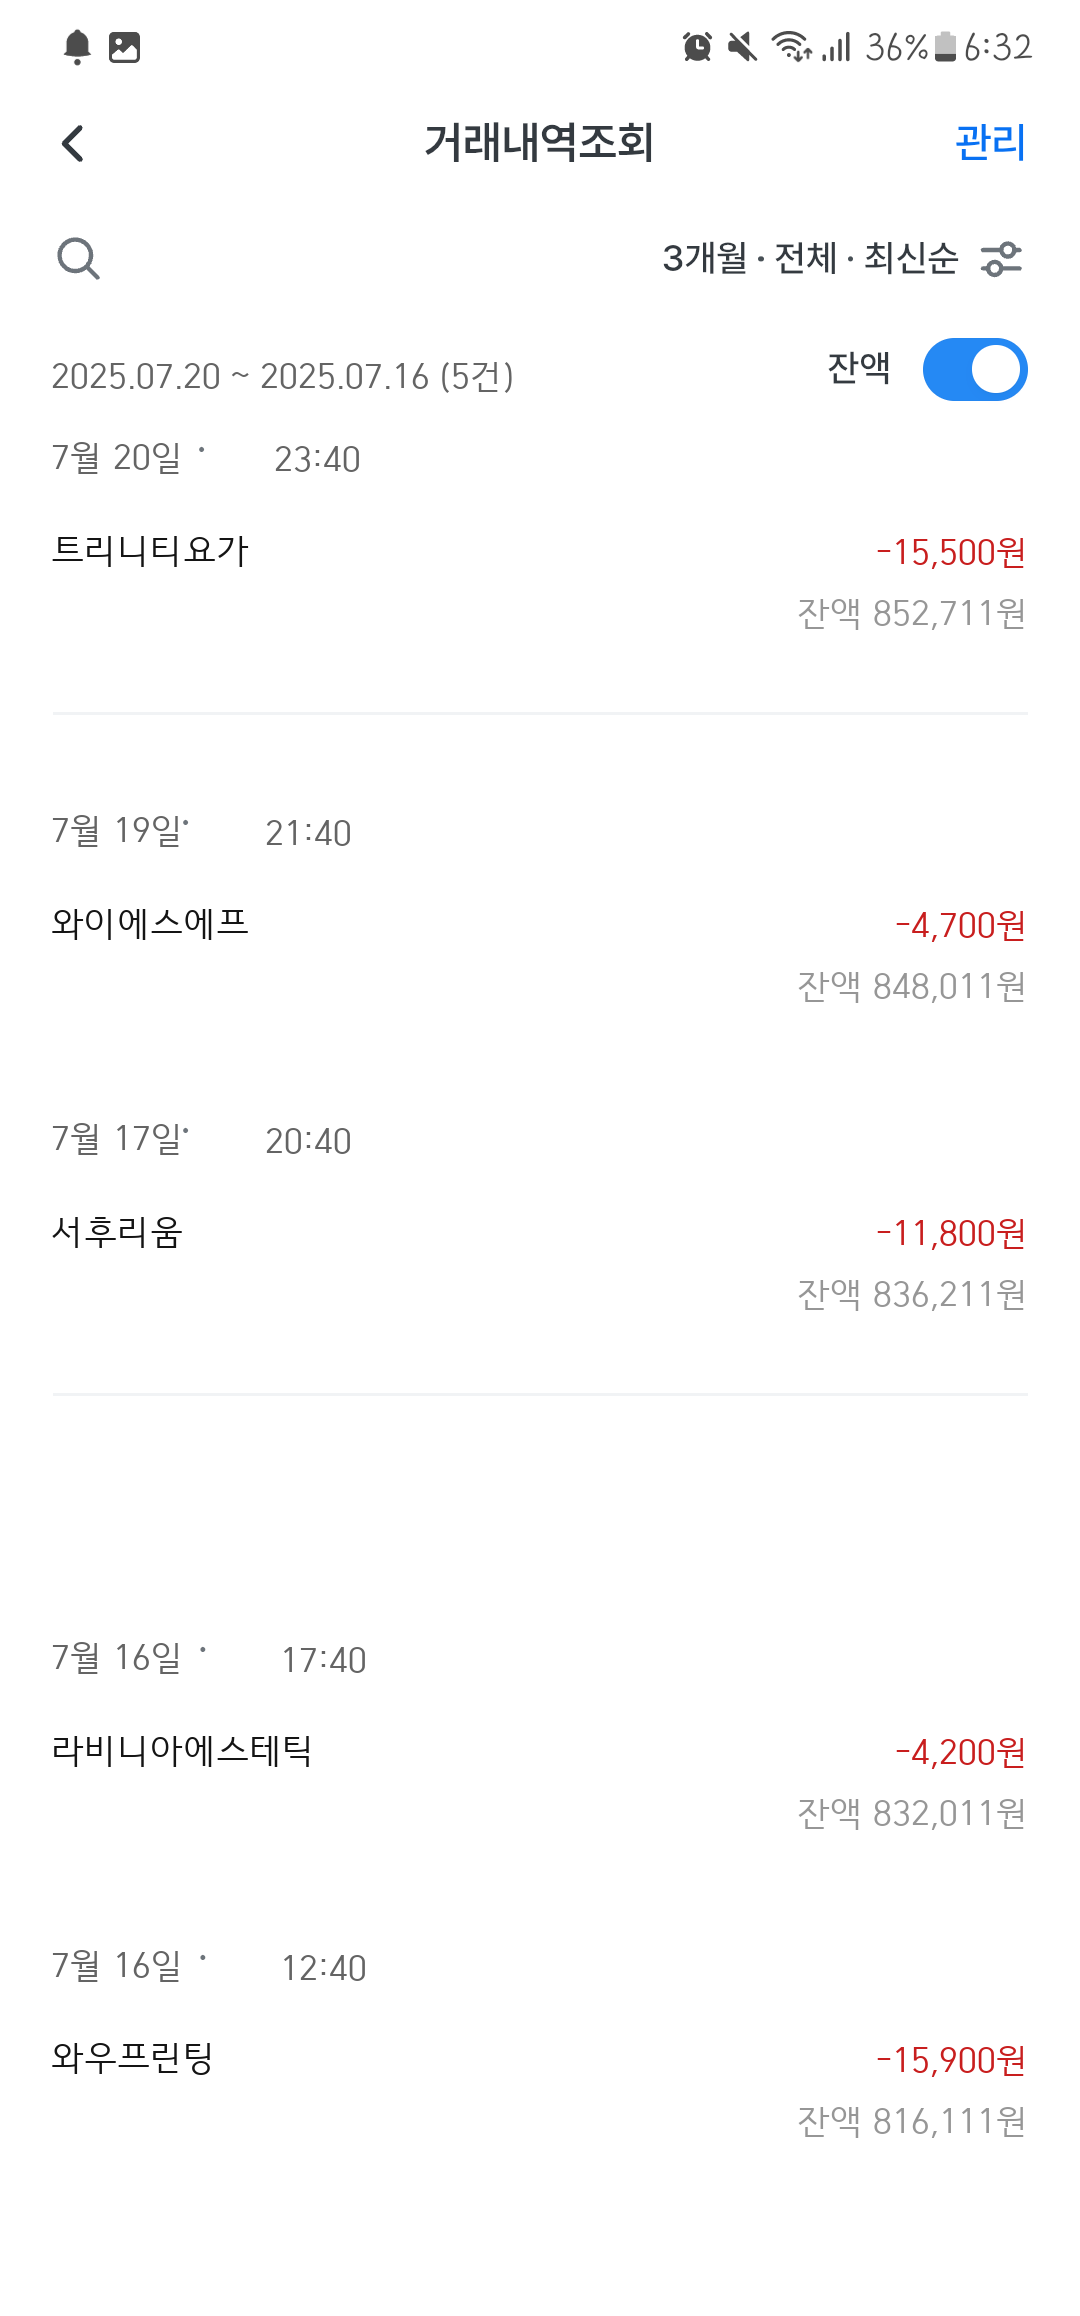 36% 6:32
거래내역조회 관리
3개월 · 전체 · 최신순
2025.07.20 ~ 2025.07.16 (5건) 잔액
7월 20일 · 23:40
트리니티요가 -15,500원
잔액 852,711원
7월 19일· 21:40
와이에스에프 -4,700원
잔액 848,011원
7월 17일· 20:40
서후리움 -11,800원
잔액 836,211원
7월 16일 · 17:40
라비니아에스테틱 -4,200원
잔액 832,011원
7월 16일 · 12:40
와우프린팅 -15,900원
잔액 816,111원